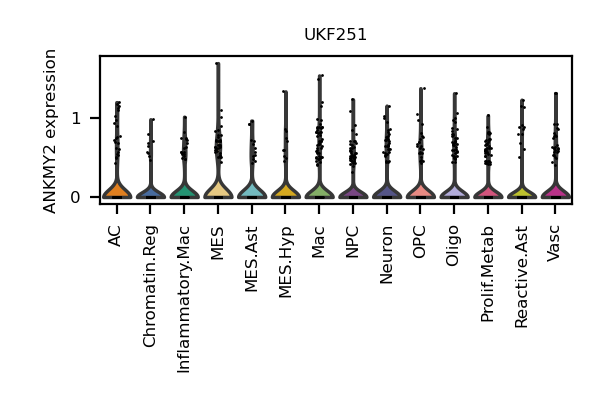 UKF251
ANKMY2 expression
1
0
AC
Chromatin.Reg
Inflammatory.Mac
MES
MES.Ast
MES.Hyp
Mac
NPC
Neuron
OPC
Oligo
Prolif.Metab
Reactive.Ast
Vasc